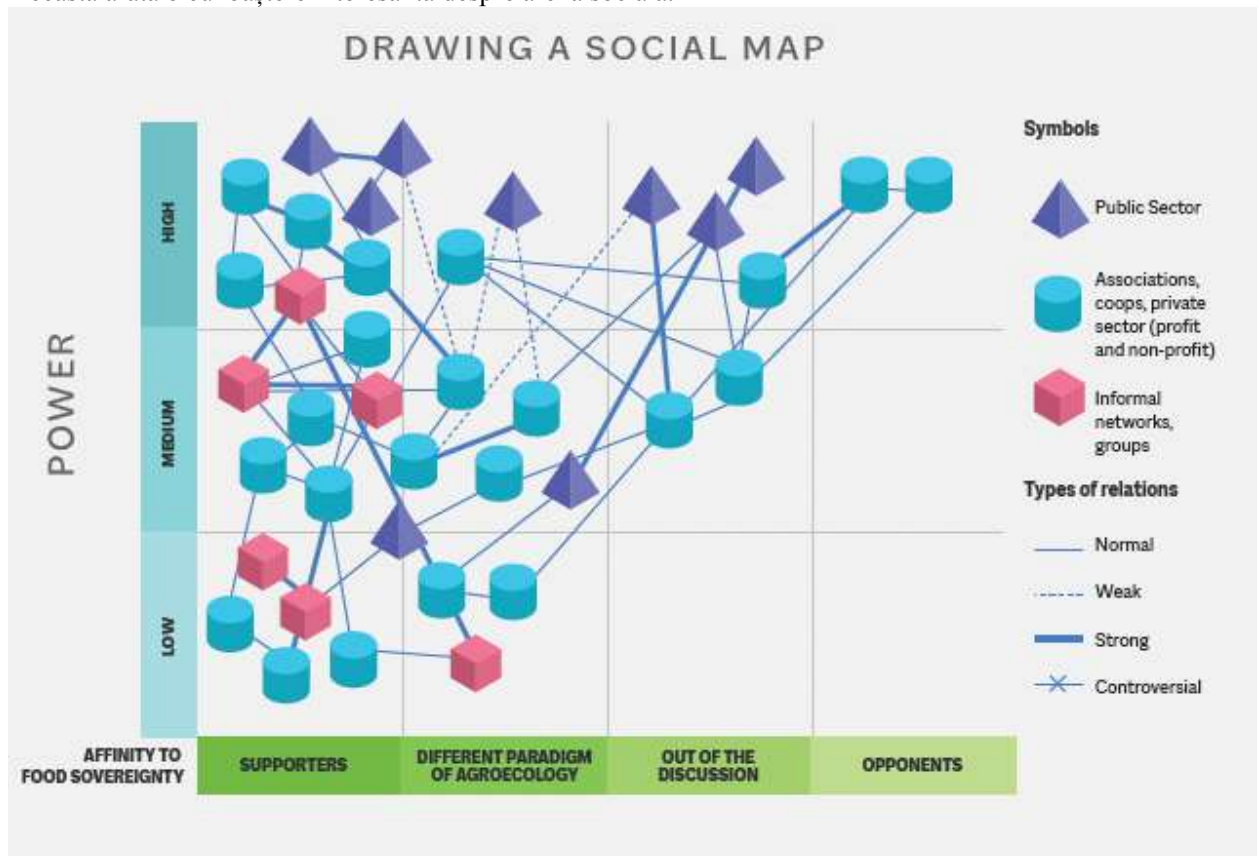 DRAWING A SOCIAL MAP
POWER
HIGH
MEDIUM
LOW
AFFINITY TO
FOOD SOVEREIGNTY
SUPPORTERS
DIFFERENT PARADIGM
OF AGROECOLOGY
OUT OF THE
DISCUSSION
OPPONENTS
Symbols
Public Sector
Associations,
coops, private
sector (profit
and non-profit)
Informal
networks,
groups
Types of relations
Normal
Weak
Strong
Controversial